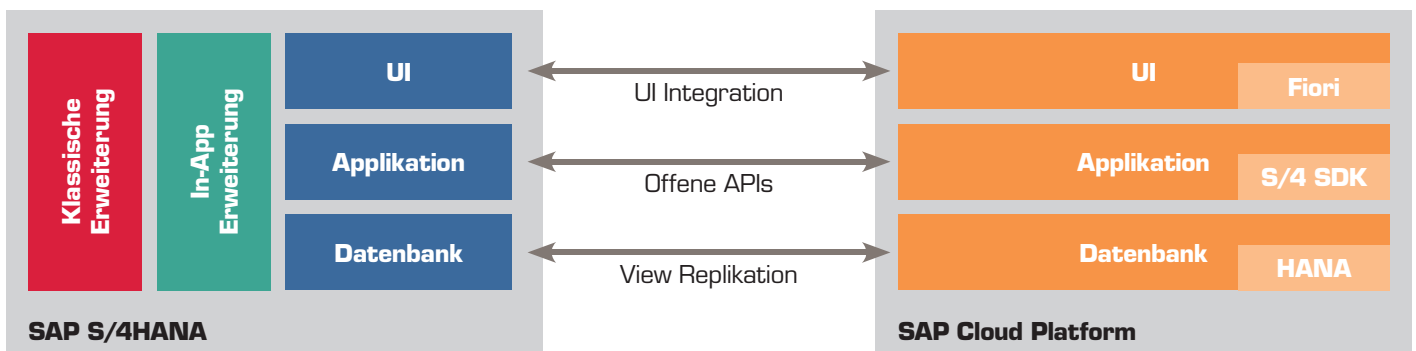 Klassische
Erweiterung
In-App
Erweiterung
UI
Applikation
Datenbank
SAP S/4HANA
UI Integration
Offene APIs
View Replikation
UI
Fiori
Applikation
S/4 SDK
Datenbank
HANA
SAP Cloud Platform